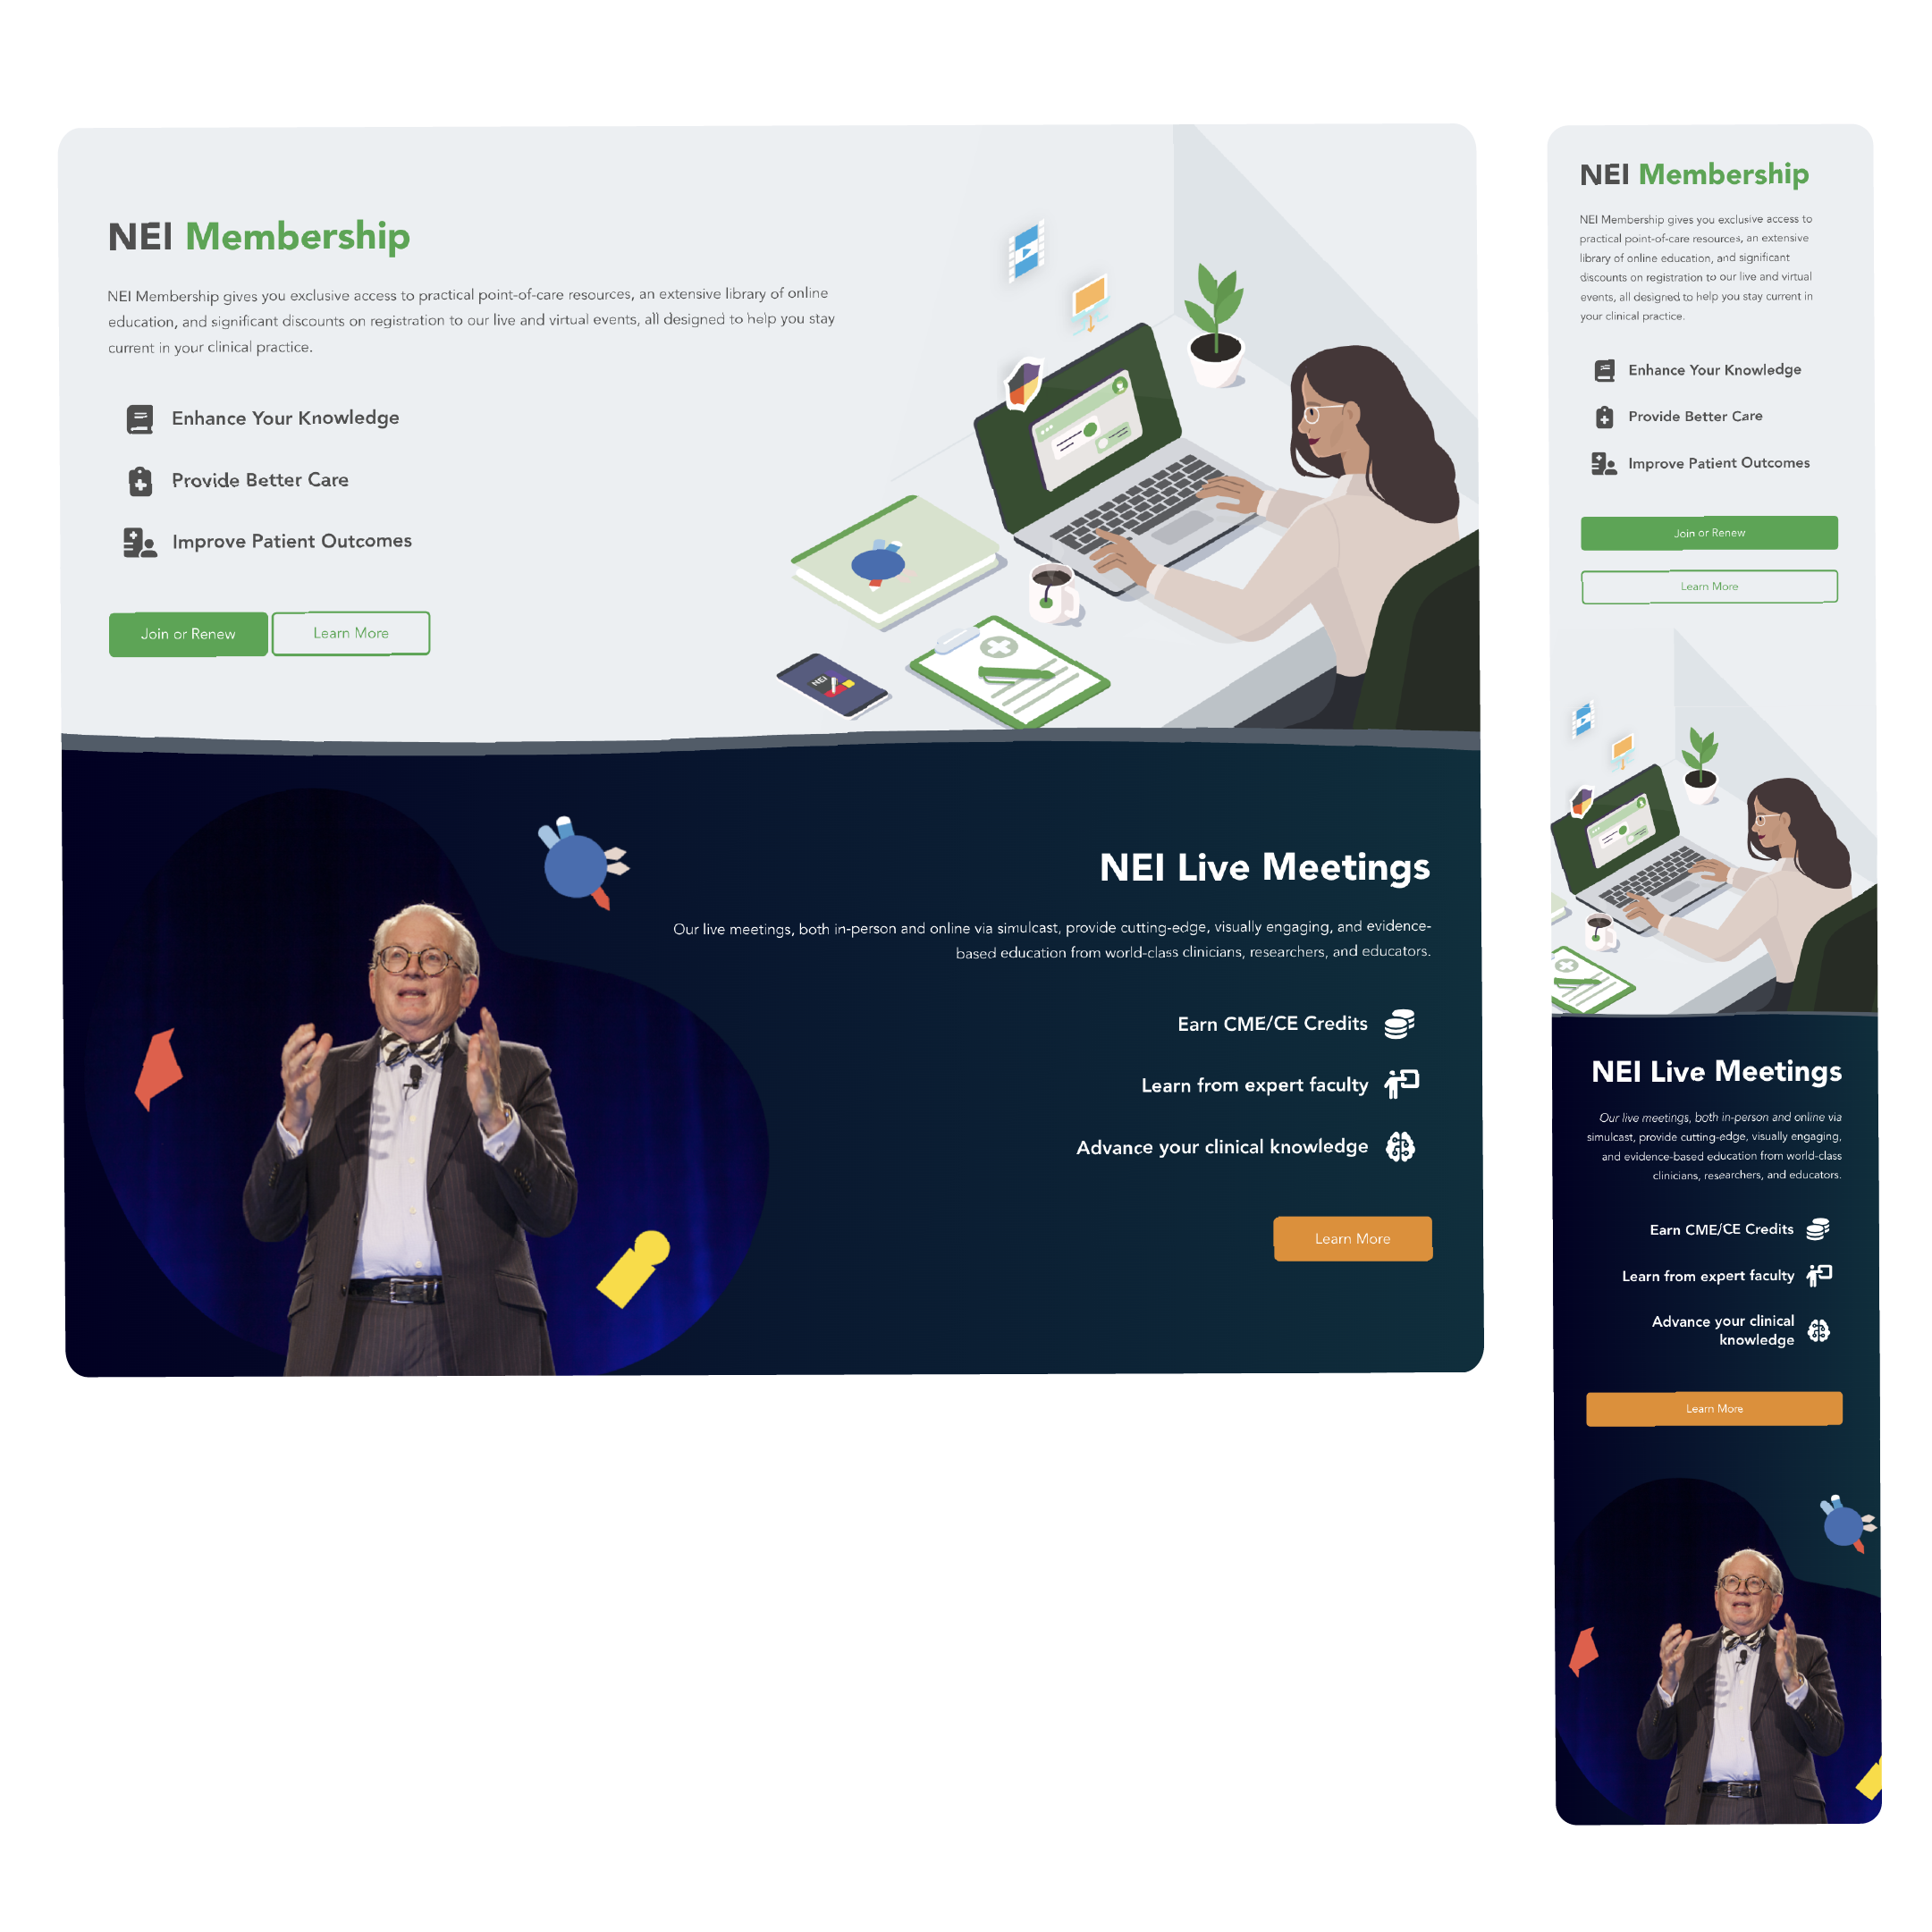 NEI Membership
NEI Membership gives you exclusive access to practical point-of-care resources, an extensive library of online
education, and significant discounts on registration to our live and virtual events, all designed to help you stay
current in your clinical practice.
Enhance Your Knowledge
Provide Better Care
Improve Patient Outcomes
Join or Renew
Learn More
NEI
NEI Live Meetings
Our live meetings, both in-person and online via simulcast, provide cutting-edge, visually engaging, and evidence-
based education from world-class clinicians, researchers, and educators.
Earn CME/CE Credits
Learn from expert faculty
Advance your clinical knowledge
Learn More
NEI Membership
NEI Membership gives you exclusive access to
practical point-of-care resources, an extensive
library of online education, and significant
discounts on registration to our live and virtual
events, all designed to help you stay current in
your clinical practice.
Enhance Your Knowledge
Provide Better Care
Improve Patient Outcomes
Join or Renew
Learn More
NEI Live Meetings
Our live meetings, both in-person and online via
simulcast, provide cutting-edge, visually engaging,
and evidence-based education from world-class
clinicians, researchers, and educators.
Earn CME/CE Credits
Learn from expert faculty
Advance your clinical
knowledge
Learn More